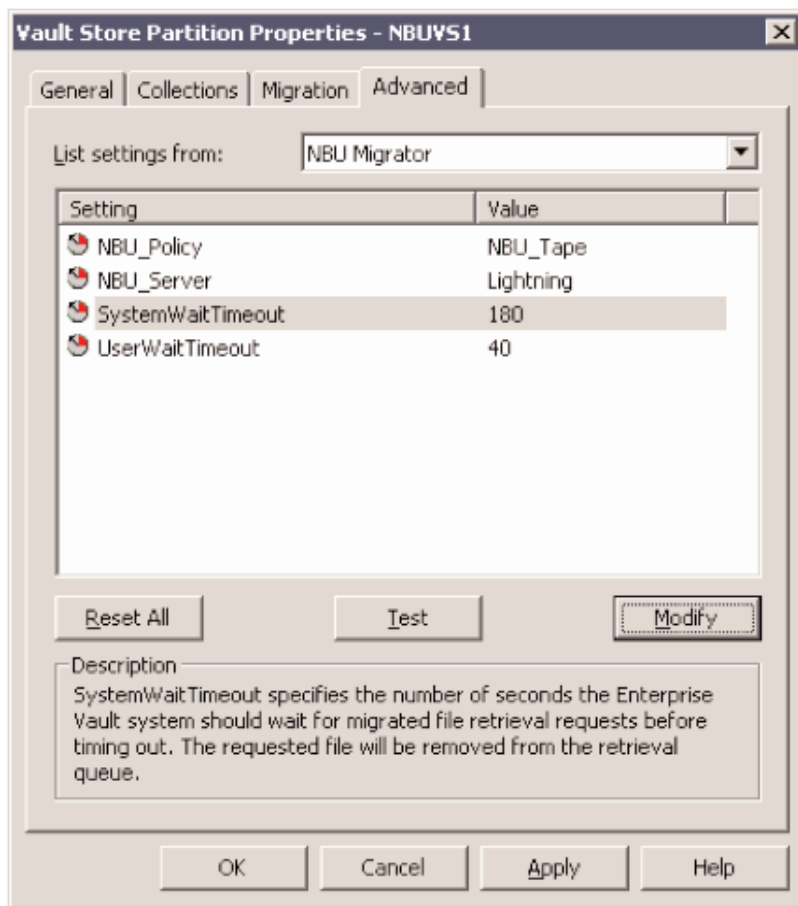 Vault Store Partition Properties - NBUVS1
General
Collections
Migration
Advanced
List settings from:
NBU Migrator
Setting
Value
NBU_Policy
NBU_Tape
NBU_Server
Lightning
SystemWaitTimeout
180
UserWaitTimeout
40
Reset All
Test
Modify
Description
SystemWaitTimeout specifies the number of seconds the Enterprise
Vault system should wait for migrated file retrieval requests before
timing out. The requested file will be removed from the retrieval
queue.
OK
Cancel
Apply
Help